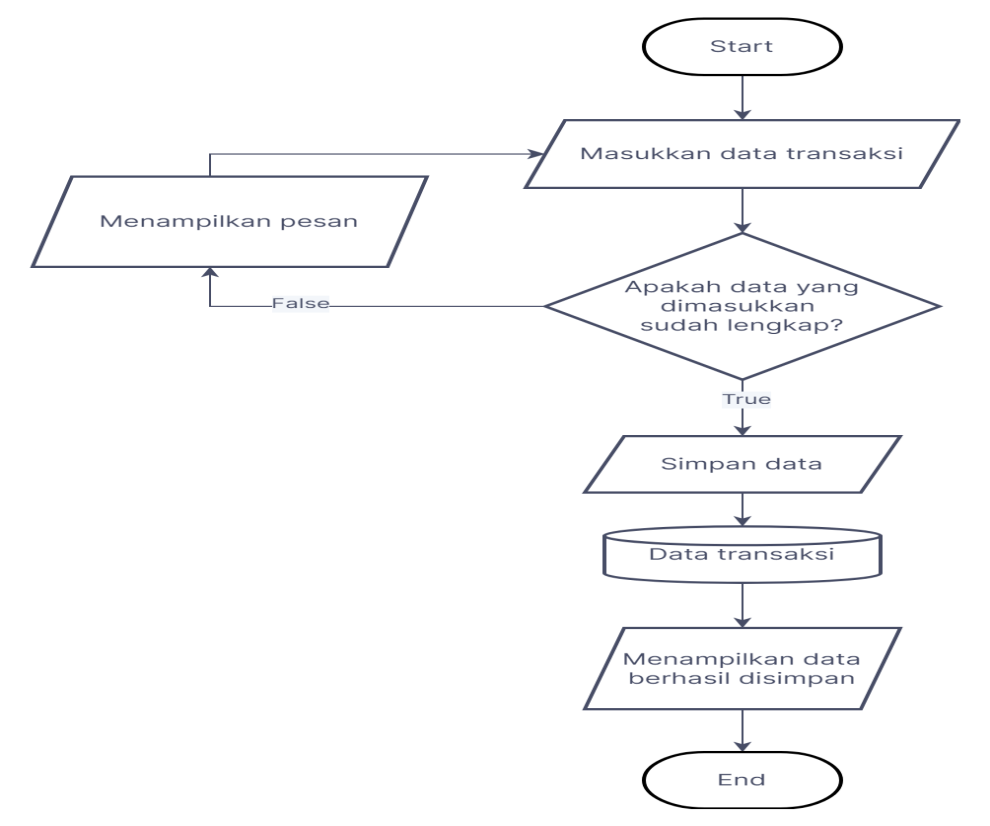 Start
Masukkan data transaksi
Menampilkan pesan
Apakah data yang
dimasukkan
sudah lengkap?
False
True
Simpan data
Data transaksi
Menampilkan data
berhasil disimpan
End